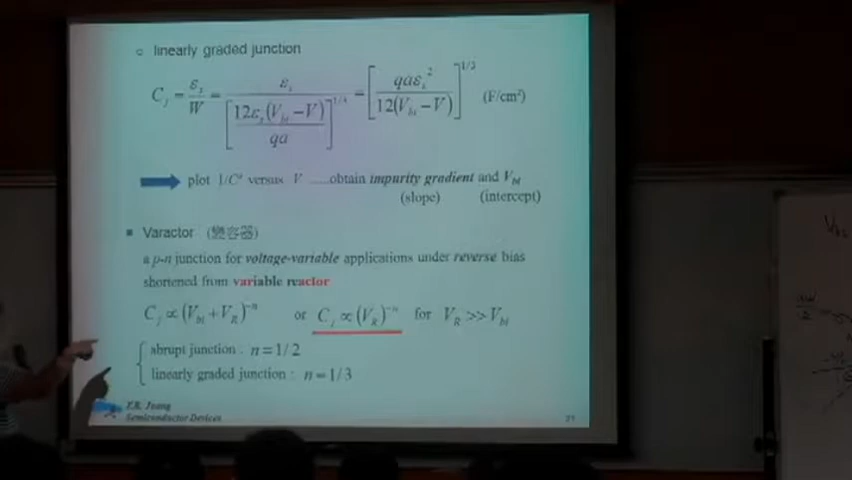 linearly graded junction
C_j = ε_s / W = ε_s / [12ε_s(V_bi − V) / qa]^1/3 = [qaε_s^2 / 12(V_bi − V)]^1/3 (F/cm²)
plot 1/C³ versus V ....obtain impurity gradient and V_bi
(slope) (intercept)
Varactor (變容器)
a p-n junction for voltage-variable applications under reverse bias
shortened from variable reactor
C_j ∝ (V_bi + V_R)^−n or C_j ∝ (V_R)^−n for V_R >> V_bi
abrupt junction : n = 1/2
linearly graded junction : n = 1/3
Semiconductor Devices